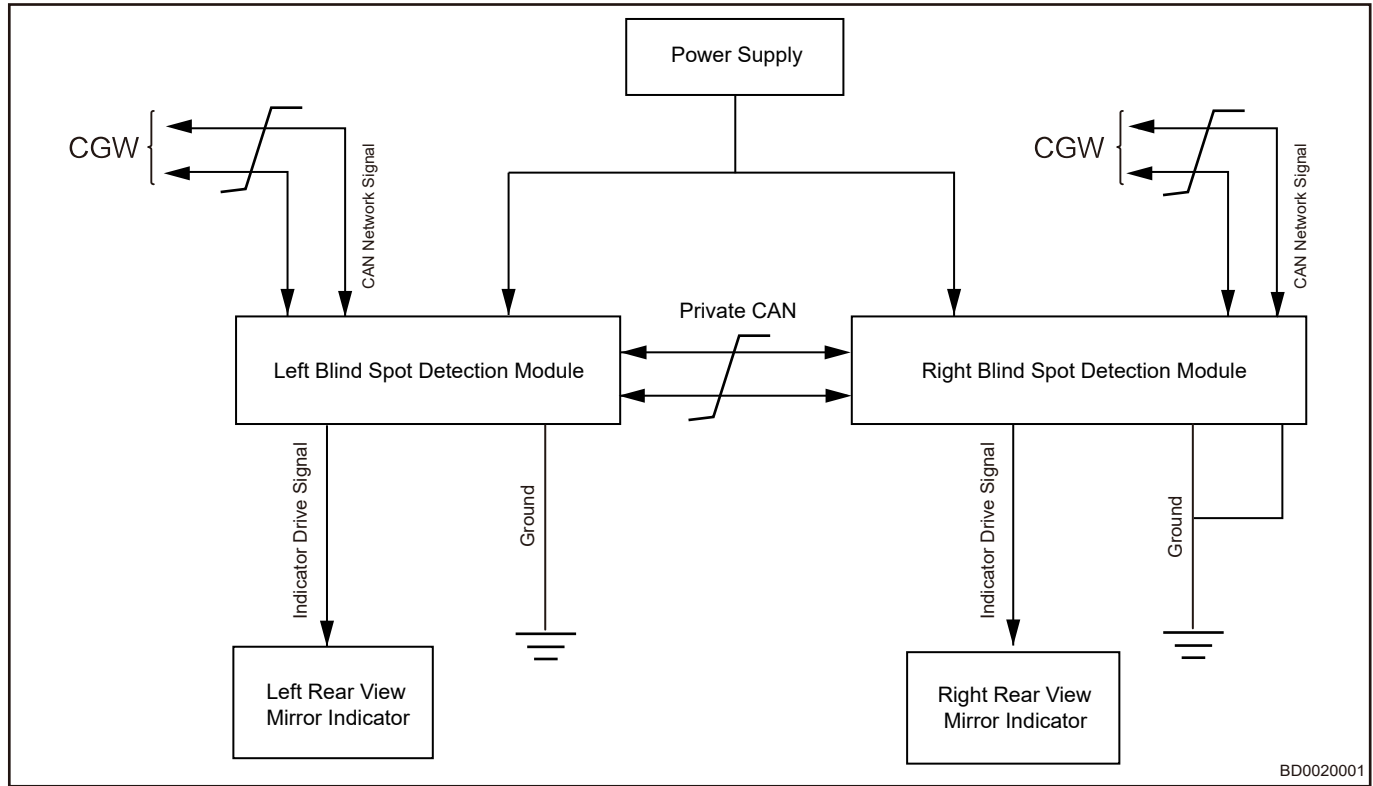 Power Supply
CGW
CAN Network Signal
CGW
CAN Network Signal
Private CAN
Left Blind Spot Detection Module
Right Blind Spot Detection Module
Indicator Drive Signal
Ground
Indicator Drive Signal
Ground
Left Rear View
Mirror Indicator
Right Rear View
Mirror Indicator
BD0020001